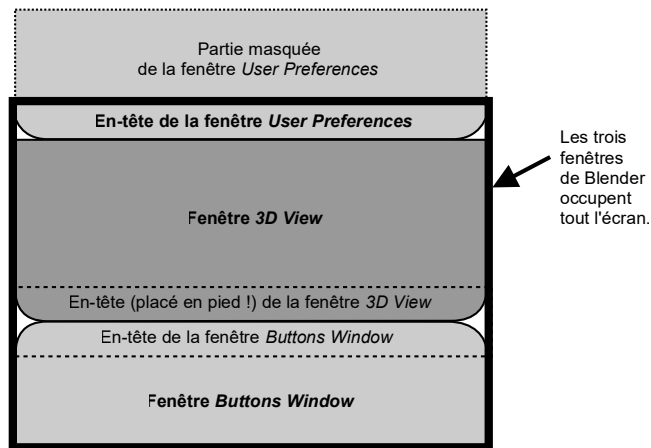 Partie masquée
de la fenêtre User Preferences
En-tête de la fenêtre User Preferences
Les trois
fenêtres
de Blender
occupent
tout l'écran.
Fenêtre 3D View
En-tête (placé en pied !) de la fenêtre 3D View
En-tête de la fenêtre Buttons Window
Fenêtre Buttons Window